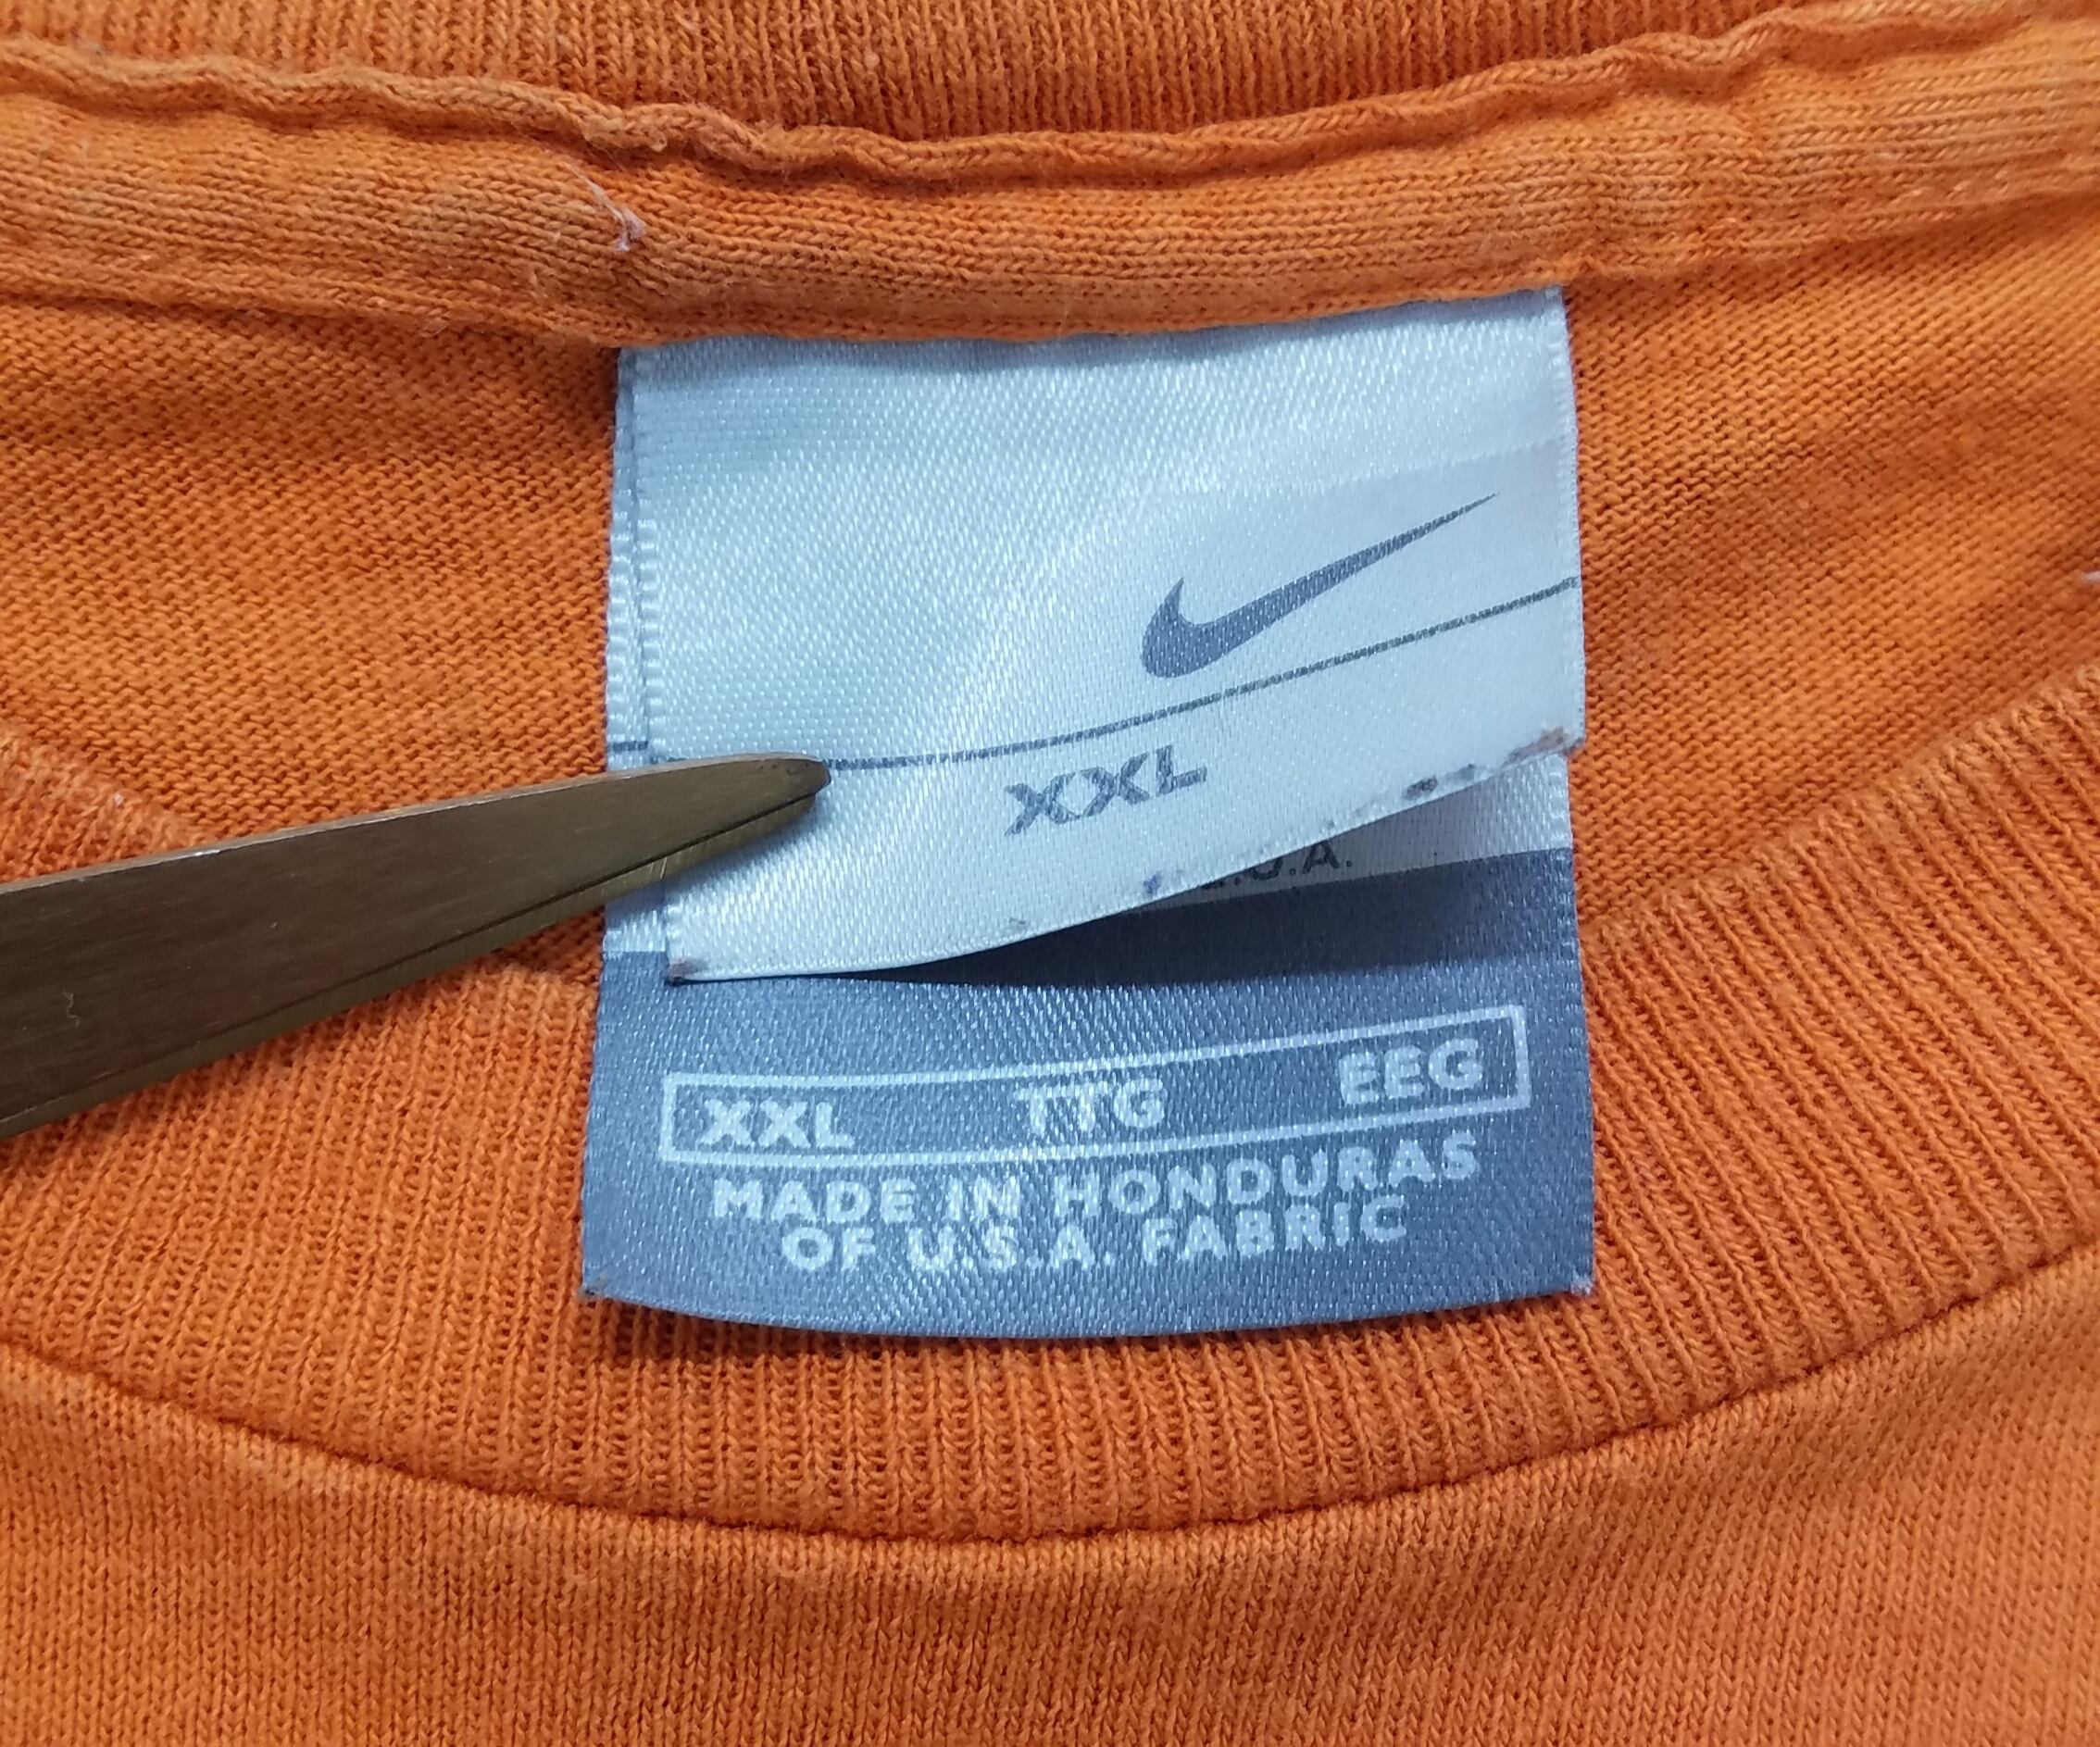 XXL
U.S.A.
XXL TTG EEG
MADE IN HONDURAS
OF U.S.A. FABRIC